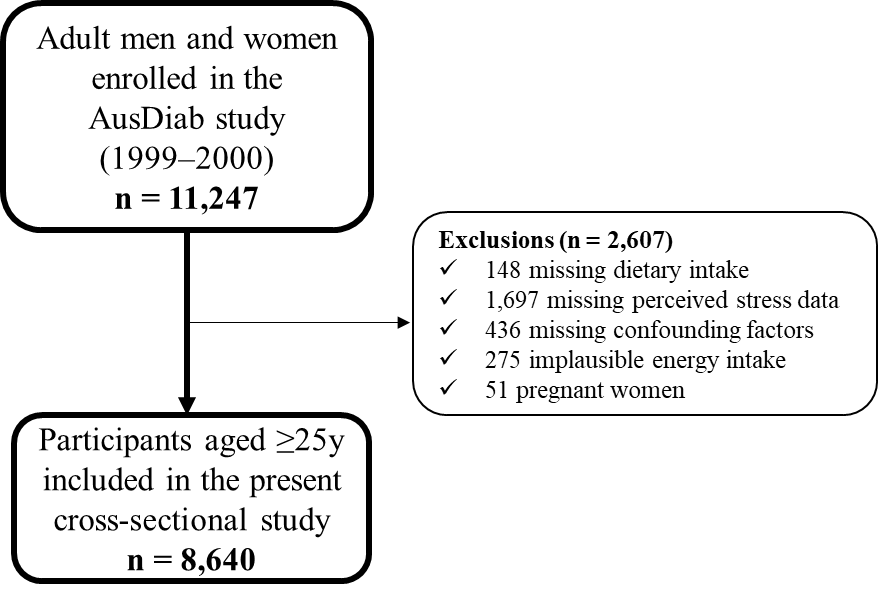 Adult men and women
enrolled in the
AusDiab study
(1999–2000)
n = 11,247
Exclusions (n = 2,607)
✓ 148 missing dietary intake
✓ 1,697 missing perceived stress data
✓ 436 missing confounding factors
✓ 275 implausible energy intake
✓ 51 pregnant women
Participants aged ≥25y
included in the present
cross-sectional study
n = 8,640